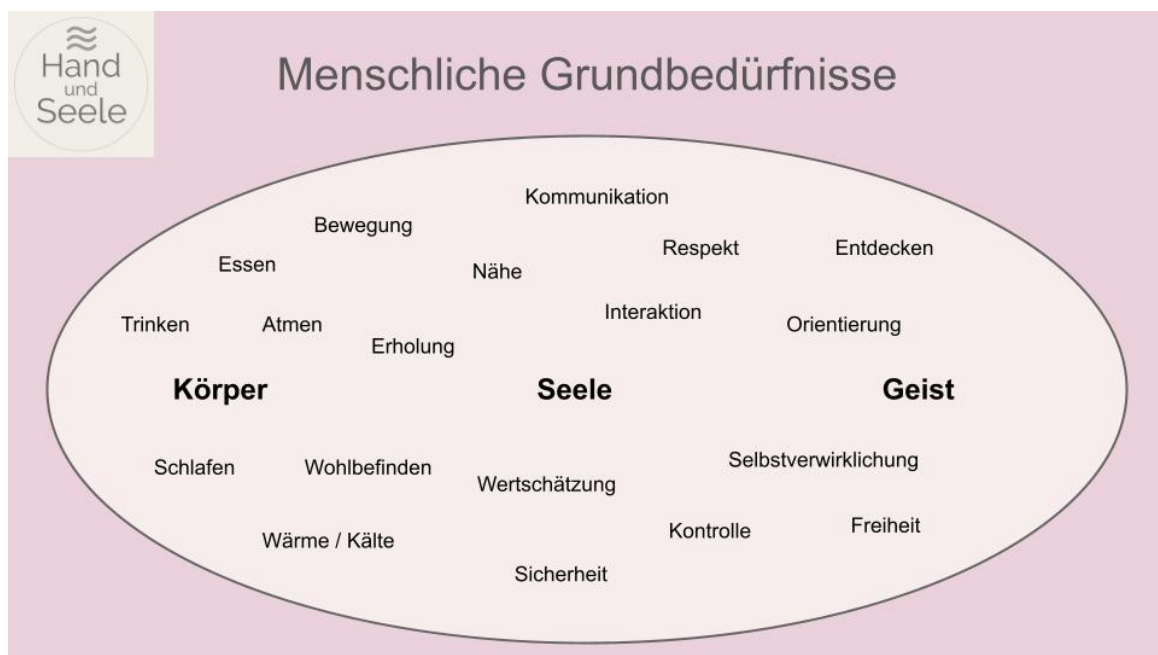 Hand
und
Seele
Menschliche Grundbedürfnisse
Kommunikation
Bewegung
Respekt
Entdecken
Essen
Nähe
Interaktion
Trinken
Atmen
Orientierung
Erholung
Körper
Seele
Geist
Schlafen
Wohlbefinden
Selbstverwirklichung
Wertschätzung
Kontrolle
Freiheit
Wärme / Kälte
Sicherheit